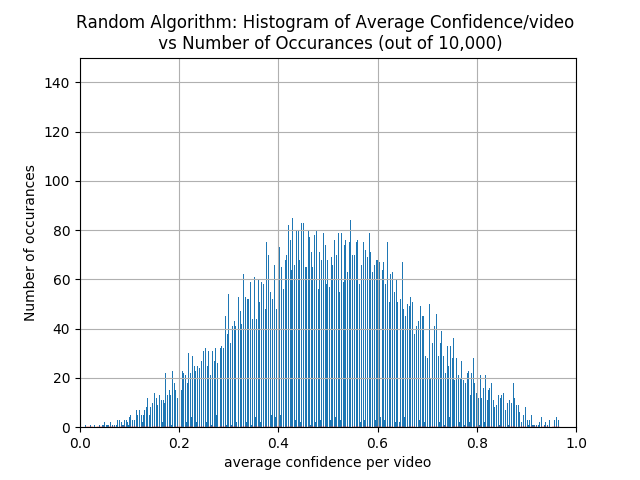 Random Algorithm: Histogram of Average Confidence/video
vs Number of Occurances (out of 10,000)
140
120
100
80
60
40
20
0
Number of occurances
0.0 0.2 0.4 0.6 0.8 1.0
average confidence per video